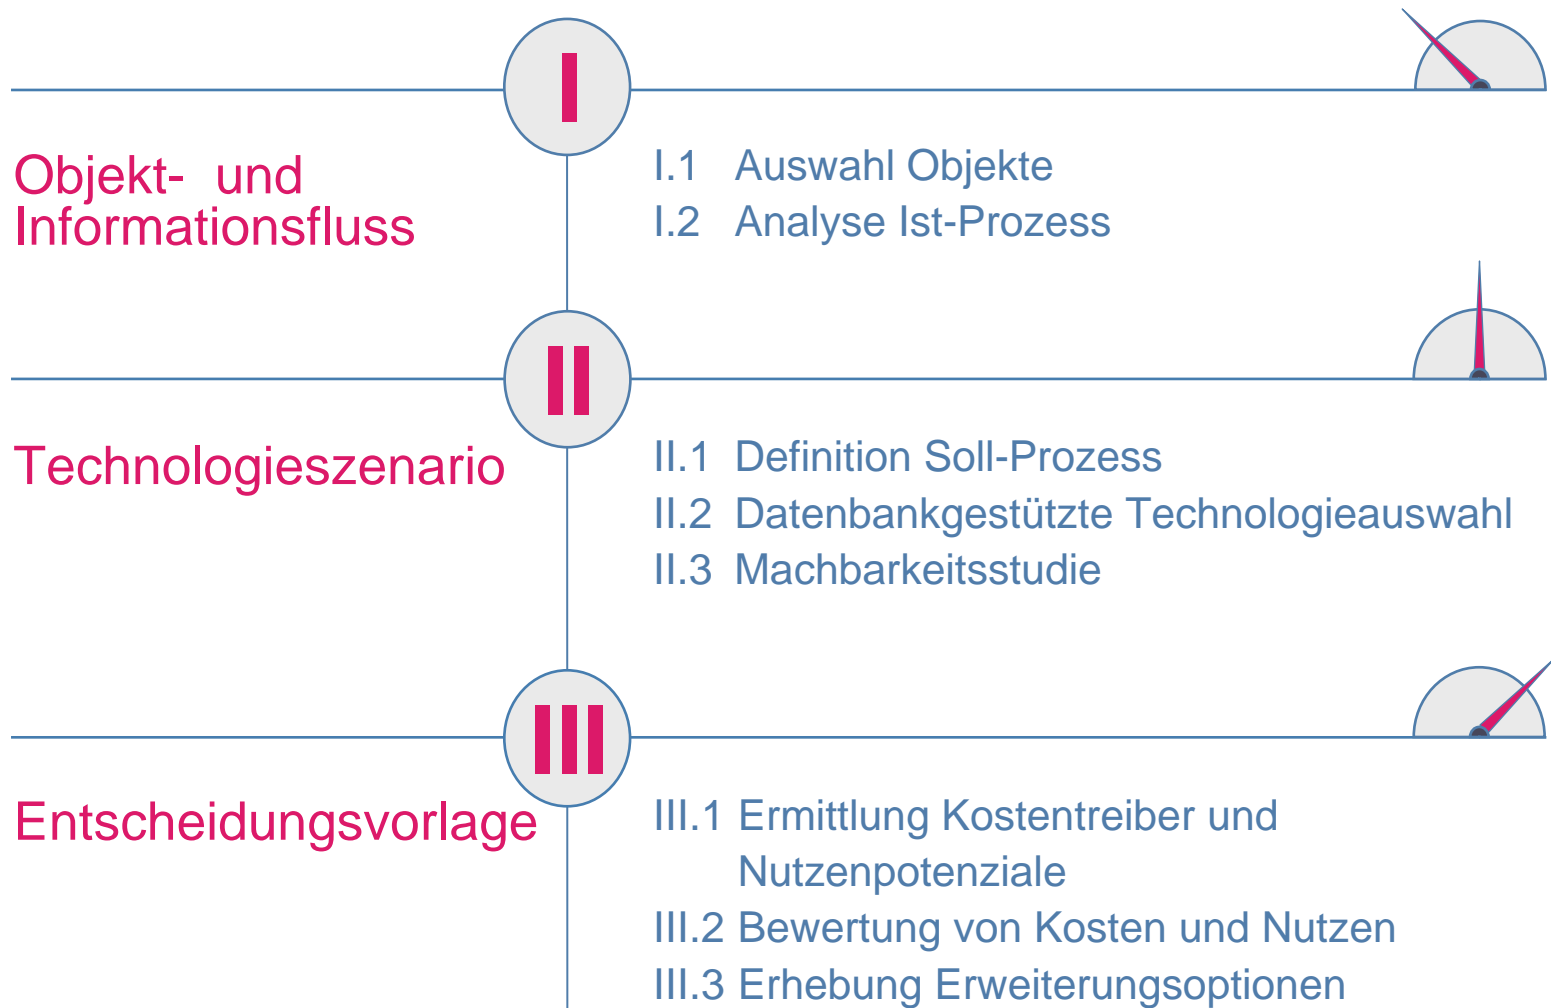 I
Objekt- und
Informationsfluss
I.1 Auswahl Objekte
I.2 Analyse Ist-Prozess
II
Technologieszenario
II.1 Definition Soll-Prozess
II.2 Datenbankgestützte Technologieauswahl
II.3 Machbarkeitsstudie
III
Entscheidungsvorlage
III.1 Ermittlung Kostentreiber und
Nutzenpotenziale
III.2 Bewertung von Kosten und Nutzen
III.3 Erhebung Erweiterungsoptionen